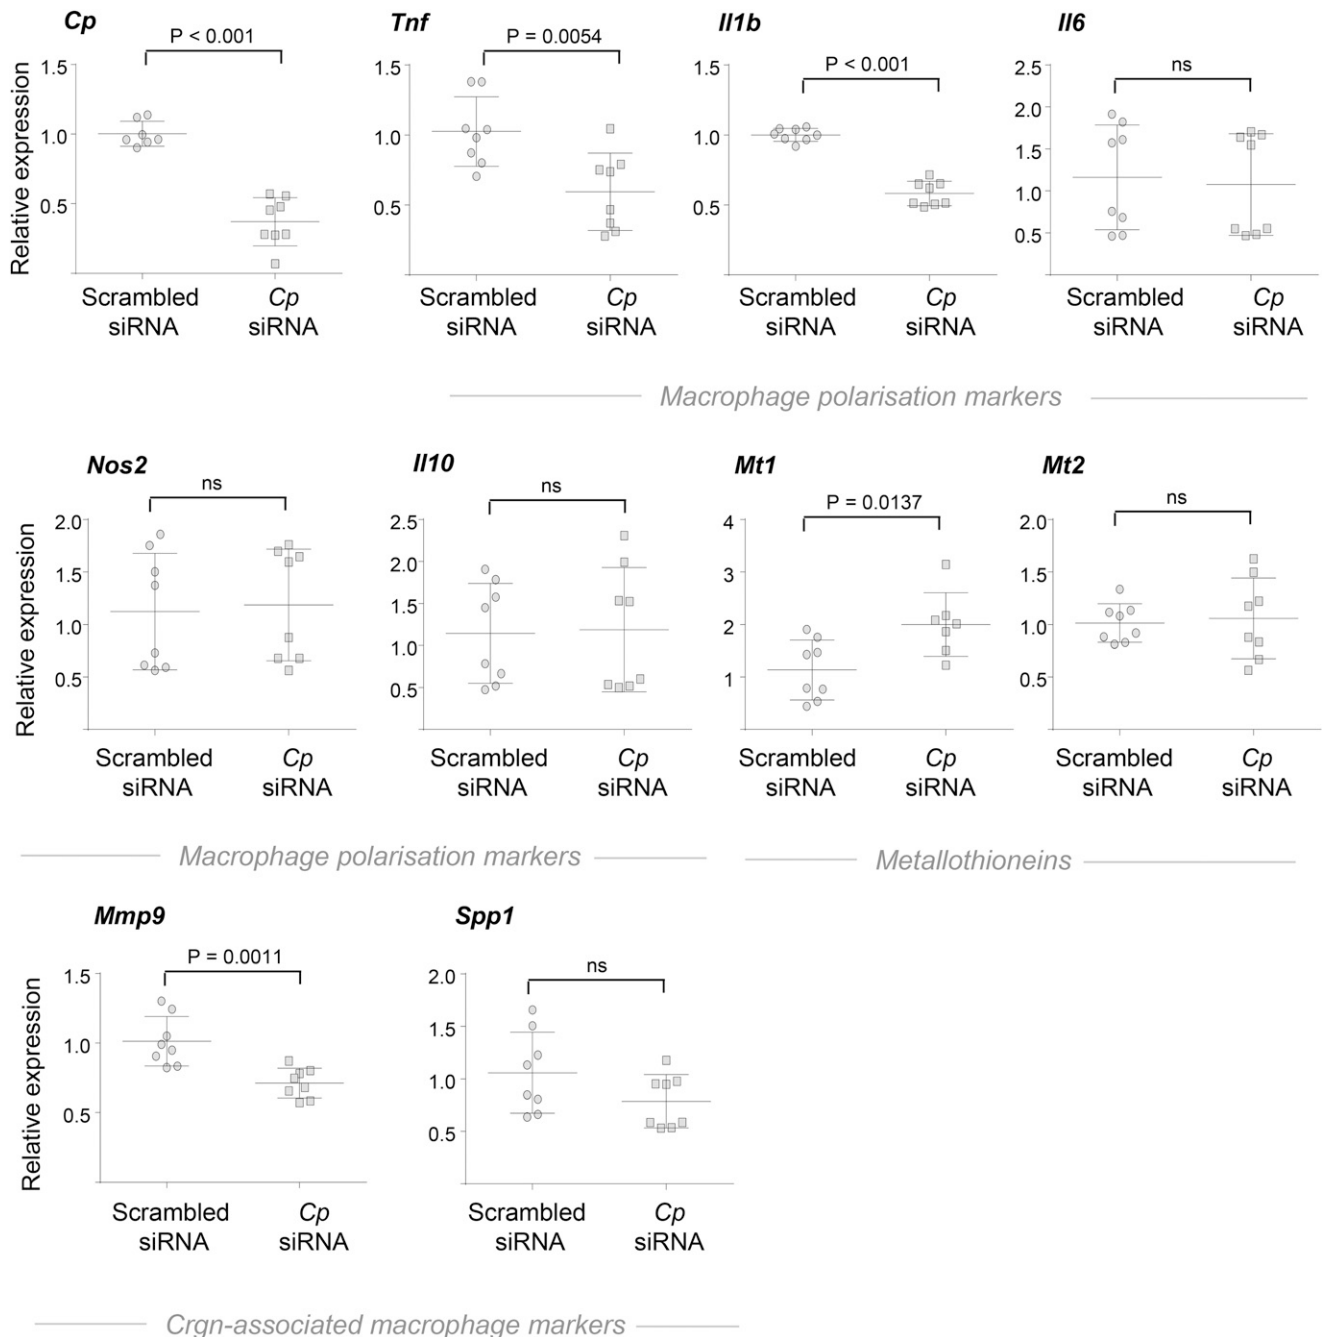 Cp Tnf Il1b Il6
P < 0.001 P = 0.0054 P < 0.001 ns
Relative expression
1.5 1.0 0.5
1.5 1.0 0.5
1.5 1.0 0.5
2.5 2.0 1.5 1.0 0.5
Scrambled Cp Scrambled Cp Scrambled Cp Scrambled Cp
siRNA siRNA siRNA siRNA siRNA siRNA siRNA siRNA
Macrophage polarisation markers
Nos2 Il10 Mt1 Mt2
ns ns P = 0.0137 ns
Relative expression
2.0 1.5 1.0 0.5
2.5 2.0 1.5 1.0 0.5
4 3 2 1
2.0 1.5 1.0 0.5
Scrambled Cp Scrambled Cp Scrambled Cp Scrambled Cp
siRNA siRNA siRNA siRNA siRNA siRNA siRNA siRNA
Macrophage polarisation markers Metallothioneins
Mmp9 Spp1
P = 0.0011 ns
Relative expression
1.5 1.0 0.5
2.0 1.5 1.0 0.5
Scrambled Cp Scrambled Cp
siRNA siRNA siRNA siRNA
Crgn-associated macrophage markers